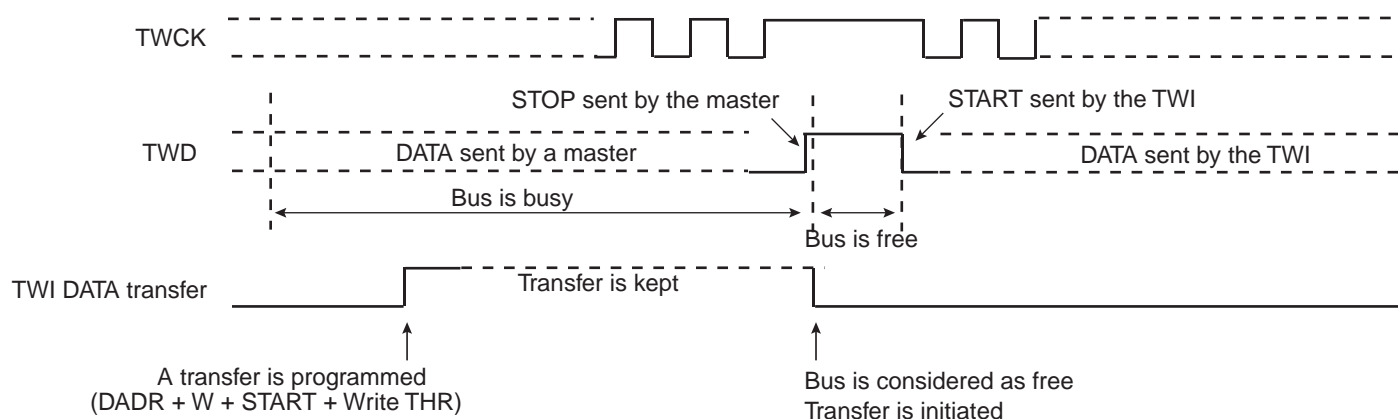 TWCK
STOP sent by the master
START sent by the TWI
TWD
DATA sent by a master
DATA sent by the TWI
Bus is busy
Bus is free
TWI DATA transfer
Transfer is kept
A transfer is programmed
(DADR + W + START + Write THR)
Bus is considered as free
Transfer is initiated